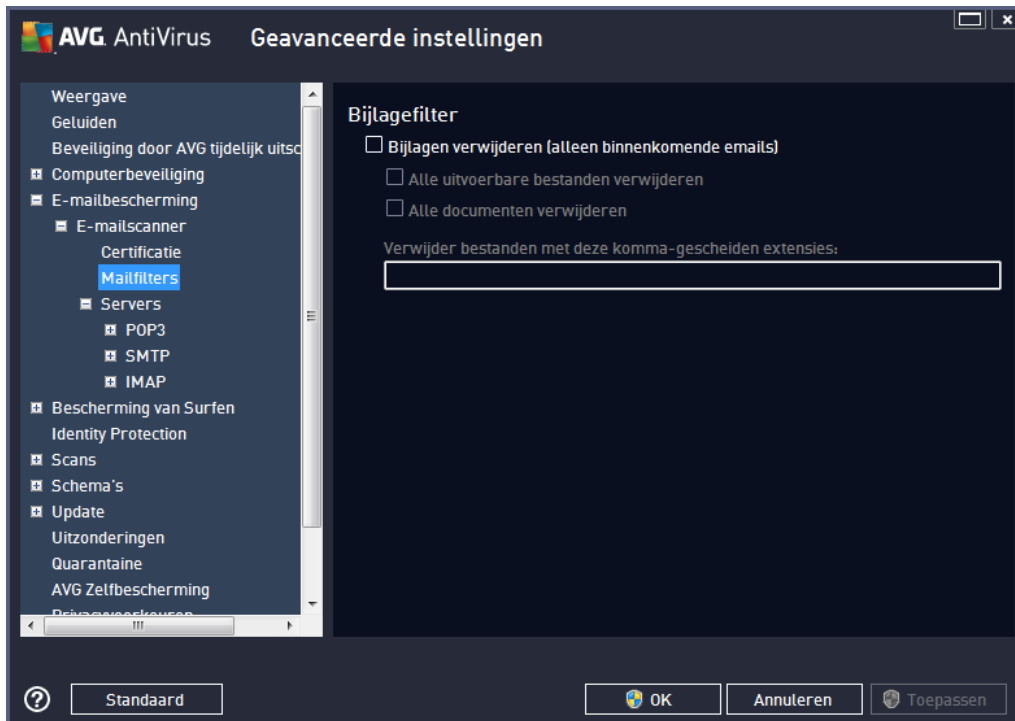 AVG. AntiVirus
Geavanceerde instellingen
Weergave
Geluiden
Beveiliging door AVG tijdelijk uitsc
Computerbeveiliging
E-mailbescherming
E-mailscanner
Certificatie
Mailfilters
Servers
POP3
SMTP
IMAP
Bescherming van Surfen
Identity Protection
Scans
Schema's
Update
Uitzonderingen
Quarantaine
AVG Zelfbescherming
Privacyvoorkeuren
Bijlagefilter
Bijlagen verwijderen (alleen binnenkomende emails)
Alle uitvoerbare bestanden verwijderen
Alle documenten verwijderen
Verwijder bestanden met deze komma-gescheiden extensies:
?
Standaard
OK
Annuleren
Toepassen